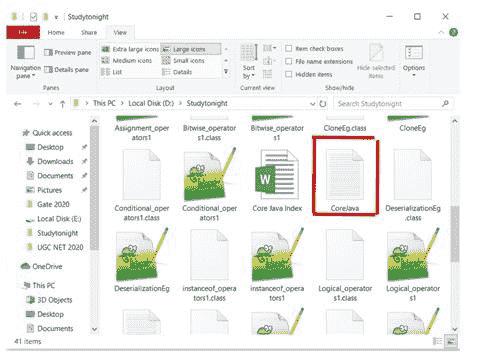 Studytonight
File
Home
Share
View
Navigation pane
Preview pane
Details pane
Panes
Extra large icons
Large icons
Medium icons
Small icons
List
Details
Layout
Sort by
Current view
Item check boxes
File name extensions
Hidden items
Hide selected items
Show/hide
Options
This PC > Local Disk (D:) > Studytonight
Search Studytonight
Quick access
Desktop
Downloads
Documents
Pictures
Gate 2020
Local Disk (E:)
Studytonight
UGC NET 2020
OneDrive
This PC
3D Objects
Desktop
Documents
Assignment_operators1
Bitwise_operators1.class
Bitwise_operators1
CloneEg.class
CloneEg
Conditional_operators1.class
Conditional_operators1
Core Java Index
CoreJava
DeserializationEg.class
DeserializationEg
instanceof_operators1.class
instanceof_operators1
Logical_operators1.class
Logical_operators1
41 items